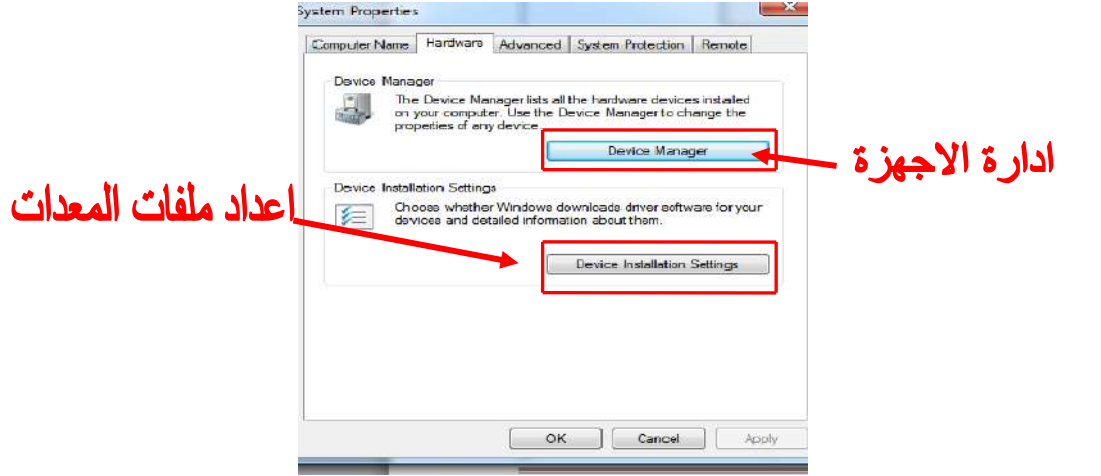 System Properties
Computer Name Hardware Advanced System Protection Remote
Device Manager
The Device Manager lists all the hardware devices installed
on your computer. Use the Device Manager to change the
properties of any device.
Device Manager
ادارة الاجهزة
Device Installation Settings
Choose whether Windows downloads driver software for your
devices and detailed information about them.
اعداد ملفات المعدات
Device Installation Settings
OK Cancel Apply